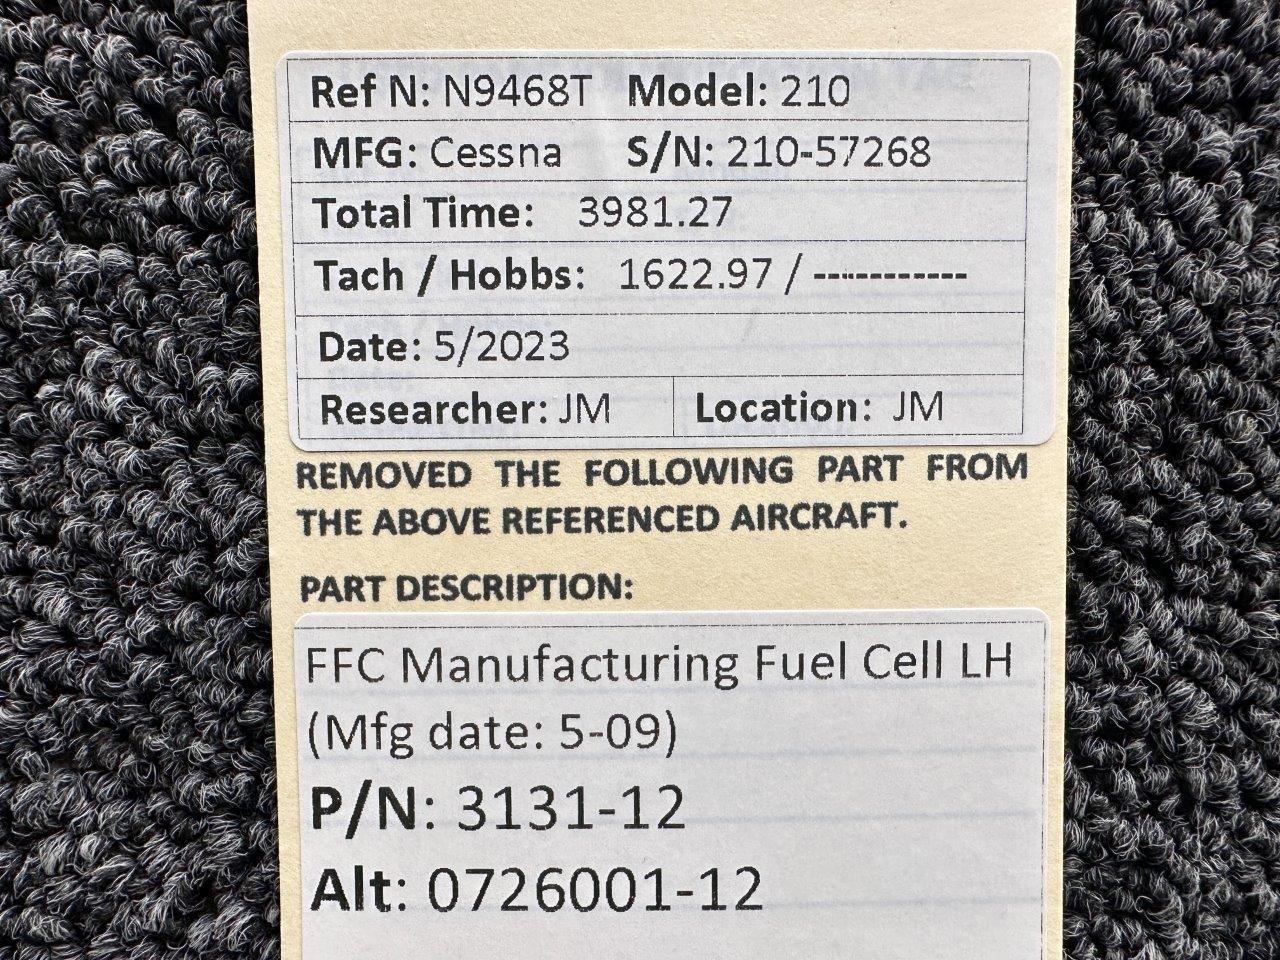 Ref N: N9468T Model: 210
MFG: Cessna S/N: 210-57268
Total Time: 3981.27
Tach / Hobbs: 1622.97 / -----------
Date: 5/2023
Researcher: JM Location: JM
REMOVED THE FOLLOWING PART FROM
THE ABOVE REFERENCED AIRCRAFT.
PART DESCRIPTION:
FFC Manufacturing Fuel Cell LH
(Mfg date: 5-09)
P/N: 3131-12
Alt: 0726001-12